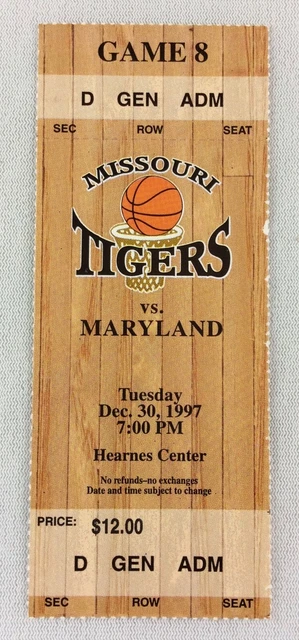 GAME 8
D GEN ADM
SEC ROW SEAT
MISSOURI
TIGERS
vs.
MARYLAND
Tuesday
Dec. 30, 1997
7:00 PM
Hearnes Center
No refunds–no exchanges
Date and time subject to change
PRICE: $12.00
D GEN ADM
SEC ROW SEAT